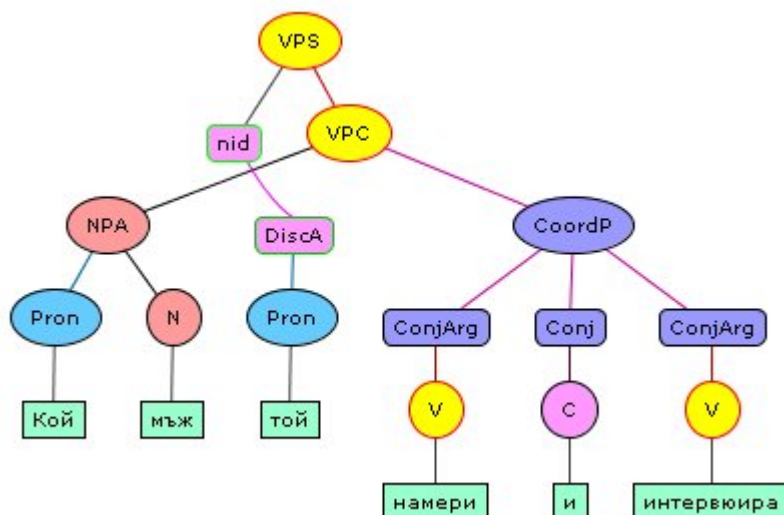 VPS
nid VPC
NPA DiscA CoordP
Pron N Pron ConjArg Conj ConjArg
Кой мъж той V C V
намери и интервюира